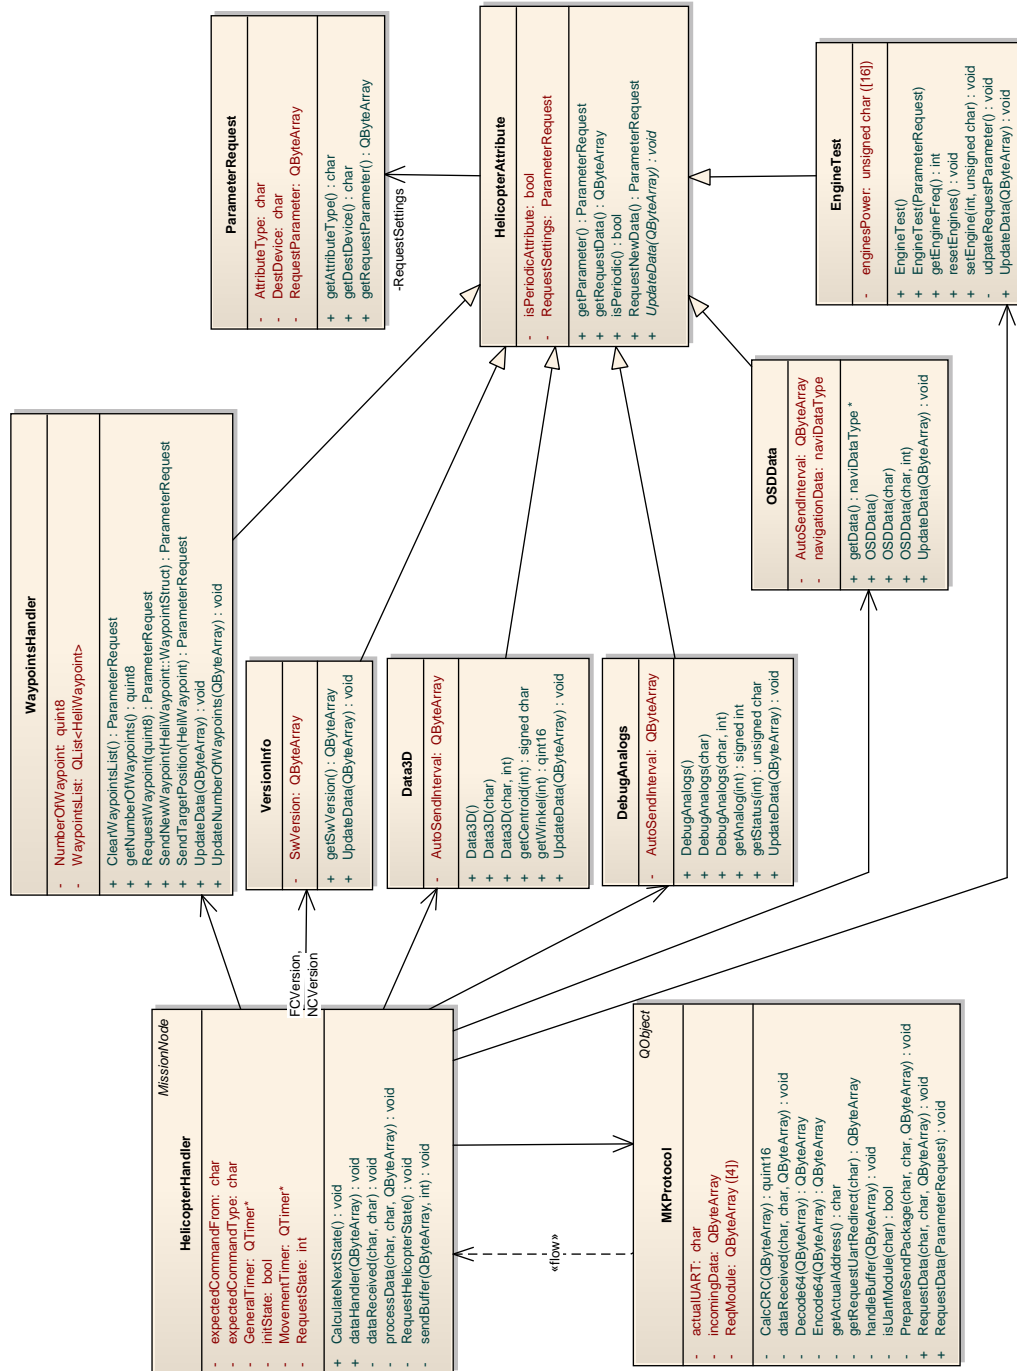 ParameterRequest
- AttributeType: char
- DestDevice: char
- RequestParameter: QByteArray
+ getAttributeType() : char
+ getDestDevice() : char
+ getRequestParameter() : QByteArray
-RequestSettings
HelicopterAttribute
- isPeriodicAttribute: bool
- RequestSettings: ParameterRequest
+ getParameter() : ParameterRequest
+ getRequestData() : QByteArray
+ isPeriodic() : bool
+ RequestNewData() : ParameterRequest
+ UpdateData(QByteArray) : void
EngineTest
- enginesPower: unsigned char ([16])
+ EngineTest()
+ EngineTest(ParameterRequest)
+ getEngineFreq() : int
+ resetEngines() : void
+ setEngine(int, unsigned char) : void
- udpateRequestParameter() : void
+ UpdateData(QByteArray) : void
WaypointsHandler
- NumberOfWaypoint: quint8
- WaypointsList: QList<HeliWaypoint>
+ ClearWaypointsList() : ParameterRequest
+ getNumberOfWaypoints() : quint8
+ RequestWaypoint(quint8) : ParameterRequest
+ SendNewWaypoint(HeliWaypoint::WaypointStruct) : ParameterRequest
+ SendTargetPosition(HeliWaypoint) : ParameterRequest
+ UpdateData(QByteArray) : void
+ UpdateNumberOfWaypoints(QByteArray) : void
VersionInfo
- SwVersion: QByteArray
+ getSwVersion() : QByteArray
+ UpdateData(QByteArray) : void
Data3D
- AutoSendInterval: QByteArray
+ Data3D()
+ Data3D(char)
+ Data3D(char, int)
+ getCentroid(int) : signed char
+ getWinkel(int) : qint16
+ UpdateData(QByteArray) : void
DebugAnalogs
- AutoSendInterval: QByteArray
+ DebugAnalogs()
+ DebugAnalogs(char)
+ DebugAnalogs(char, int)
+ getAnalog(int) : signed int
+ getStatus(int) : unsigned char
+ UpdateData(QByteArray) : void
OSDData
- AutoSendInterval: QByteArray
- navigationData: naviDataType
+ getData() : naviDataType *
+ OSDData()
+ OSDData(char)
+ OSDData(char, int)
+ UpdateData(QByteArray) : void
FCVersion,
NCVersion
MissionNode
HelicopterHandler
- expectedCommandFrom: char
- expectedCommandType: char
- GeneralTimer: QTimer*
- initState: bool
- MovementTimer: QTimer*
- RequestState: int
+ CalculateNextState() : void
+ dataHandler(QByteArray) : void
- dataReceived(char, char) : void
- processData(char, char, QByteArray) : void
- RequestHelicopterState() : void
- sendBuffer(QByteArray, int) : void
«flow»
QObject
MKProtocol
- actualUART: char
- incomingData: QByteArray
- ReqModule: QByteArray ([4])
- CalcCRC(QByteArray) : quint16
- dataReceived(char, char, QByteArray) : void
- Decode64(QByteArray) : QByteArray
- Encode64(QByteArray) : QByteArray
- getActualAddress() : char
- getRequestUartRedirect(char) : QByteArray
- handleBuffer(QByteArray) : void
- isUartModule(char) : bool
- PrepareSendPackage(char, char, QByteArray) : void
+ RequestData(char, char, QByteArray) : void
+ RequestData(ParameterRequest) : void